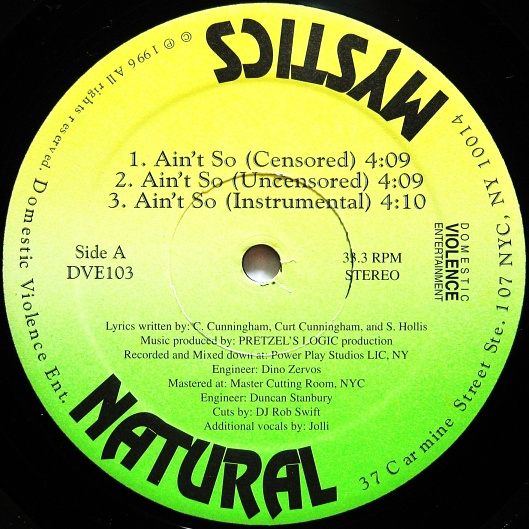 MYSTICS
© ℗ 1996 All rights reserved. Domestic Violence Ent.
37 Carmine Street Ste. 107 NYC, NY 10014
1. Ain't So (Censored) 4:09
2. Ain't So (Uncensored) 4:09
3. Ain't So (Instrumental) 4:10
Side A
DVE103
33.3 RPM
STEREO
DOMESTIC
VIOLENCE
ENTERTAINMENT
Lyrics written by: C. Cunningham, Curt Cunningham, and S. Hollis
Music produced by: PRETZEL'S LOGIC production
Recorded and Mixed down at: Power Play Studios LIC, NY
Engineer: Dino Zervos
Mastered at: Master Cutting Room, NYC
Engineer: Duncan Stanbury
Cuts by: DJ Rob Swift
Additional vocals by: Jolli
NATURAL